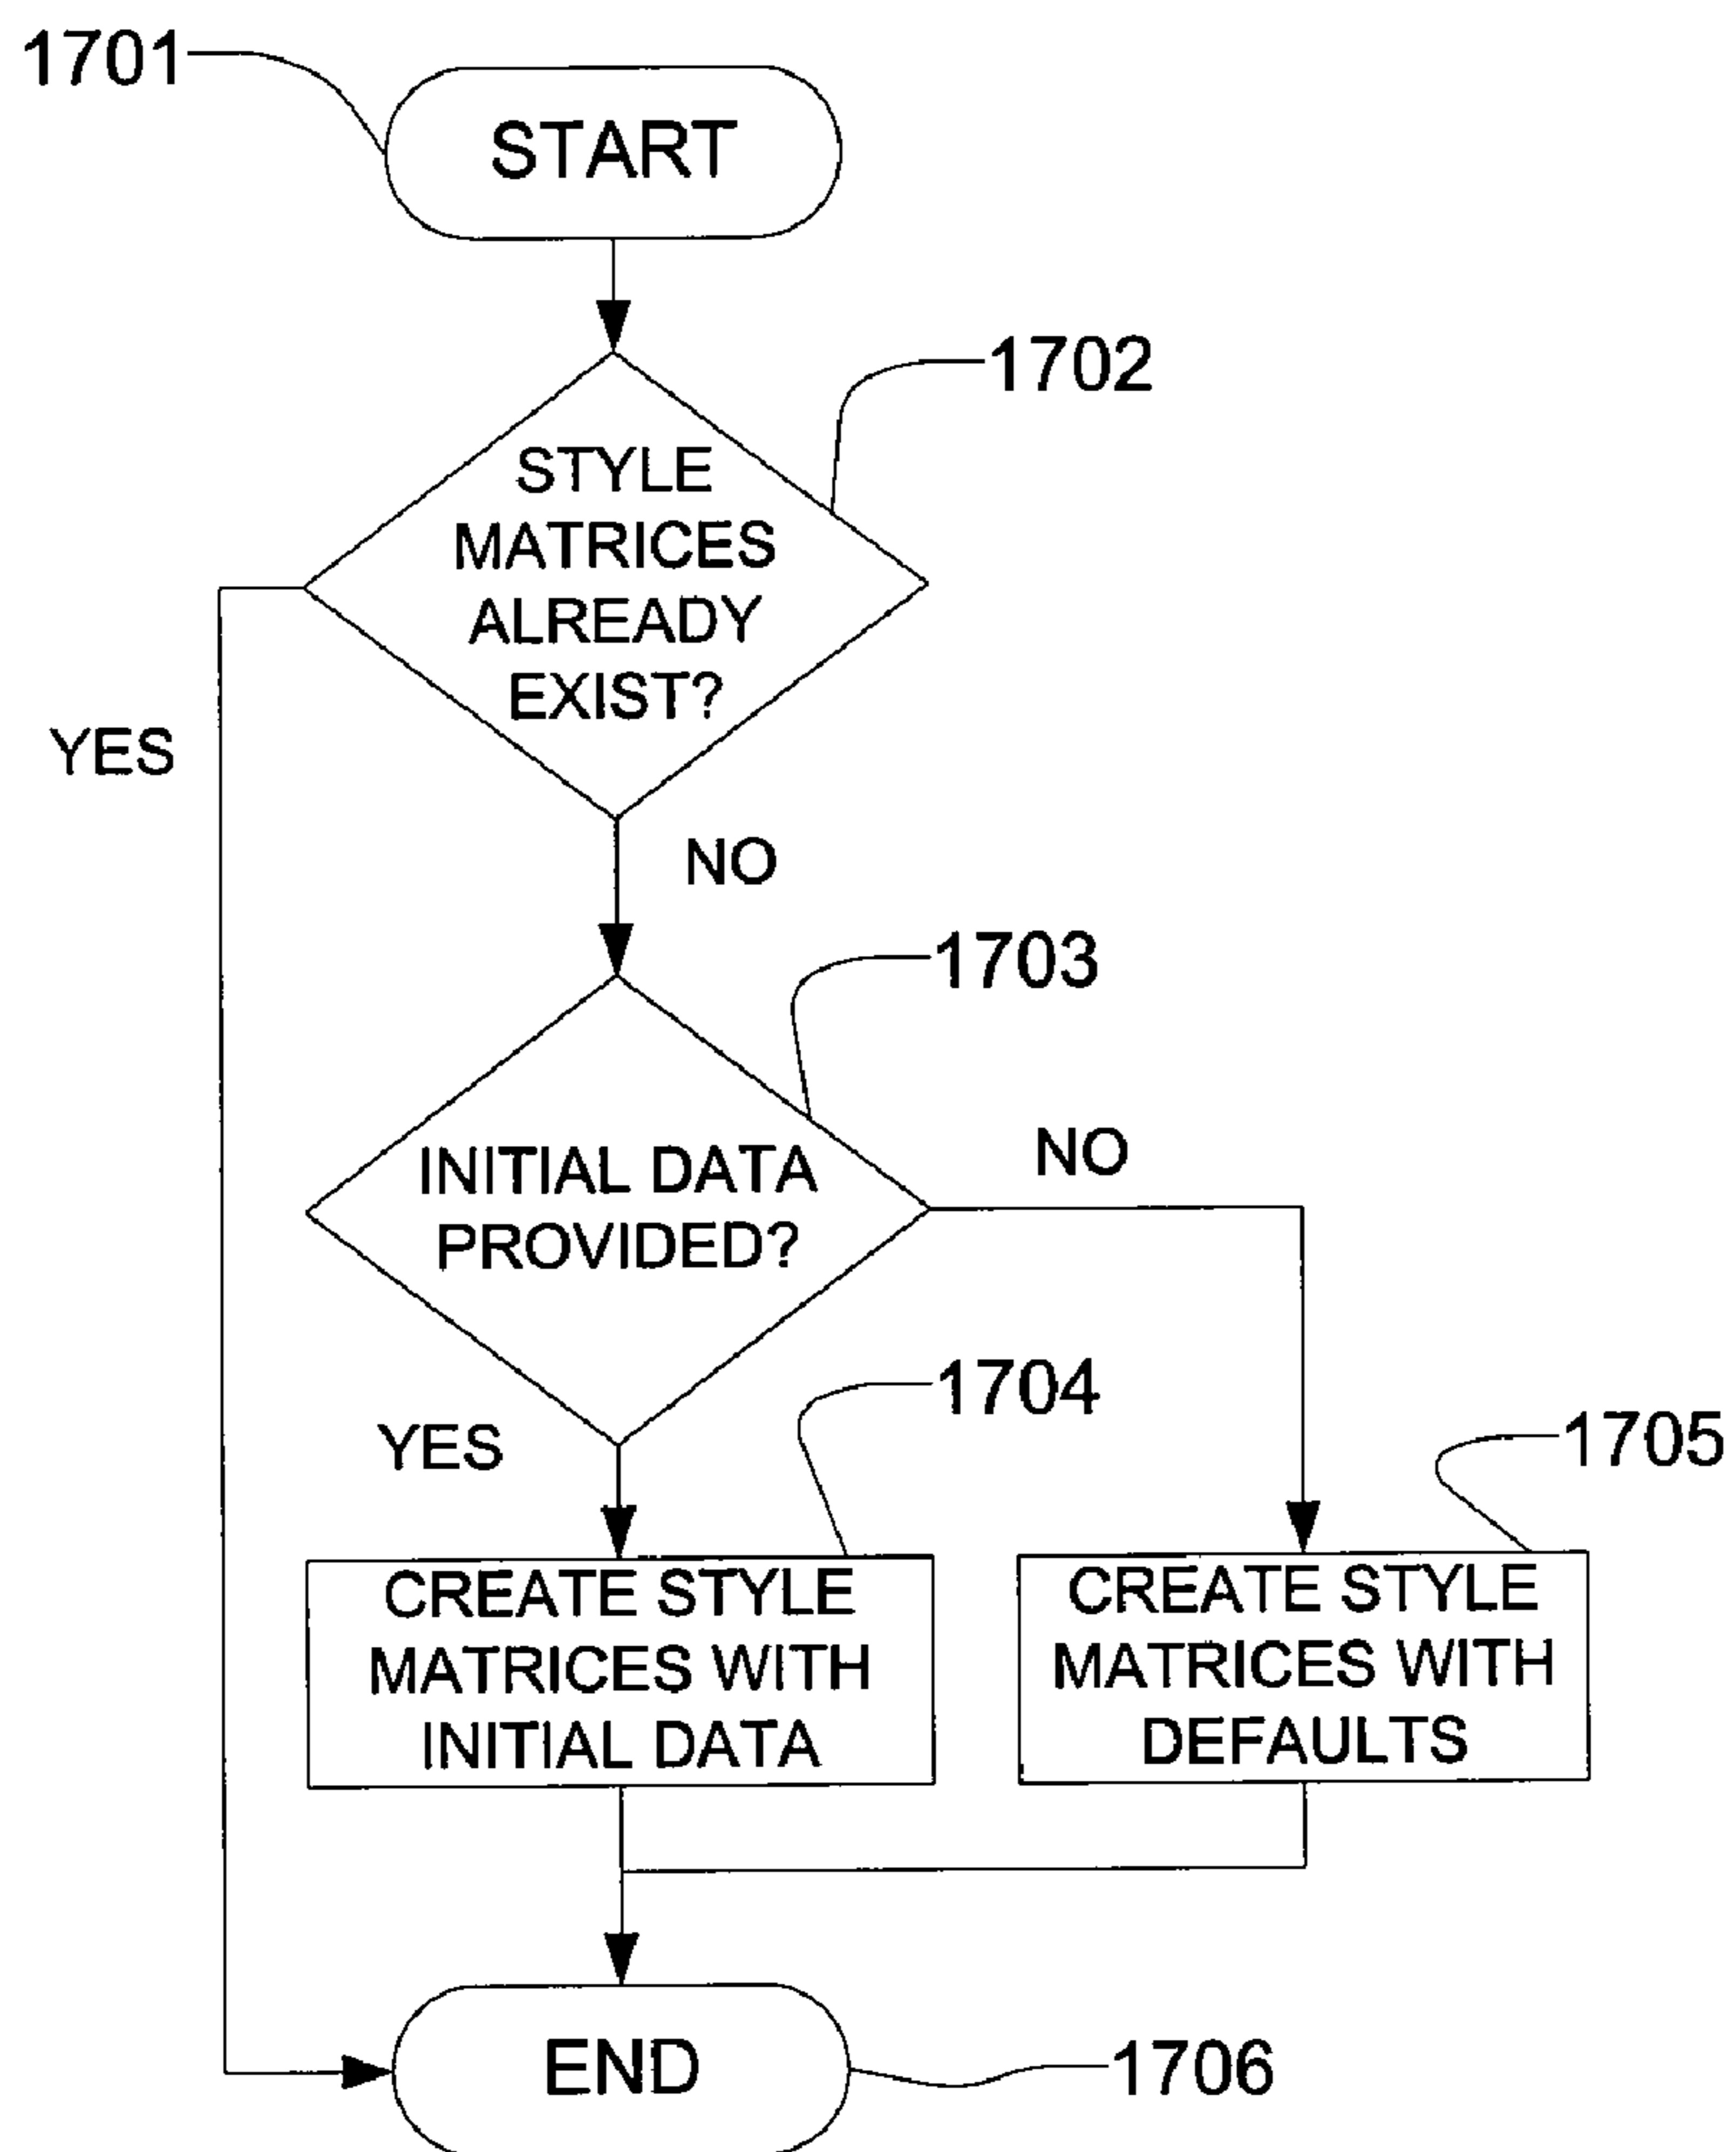 1701
START
1702
STYLE
MATRICES
ALREADY
EXIST?
YES
NO
1703
INITIAL DATA
PROVIDED?
NO
YES
1704
1705
CREATE STYLE
MATRICES WITH
INITIAL DATA
CREATE STYLE
MATRICES WITH
DEFAULTS
END
1706